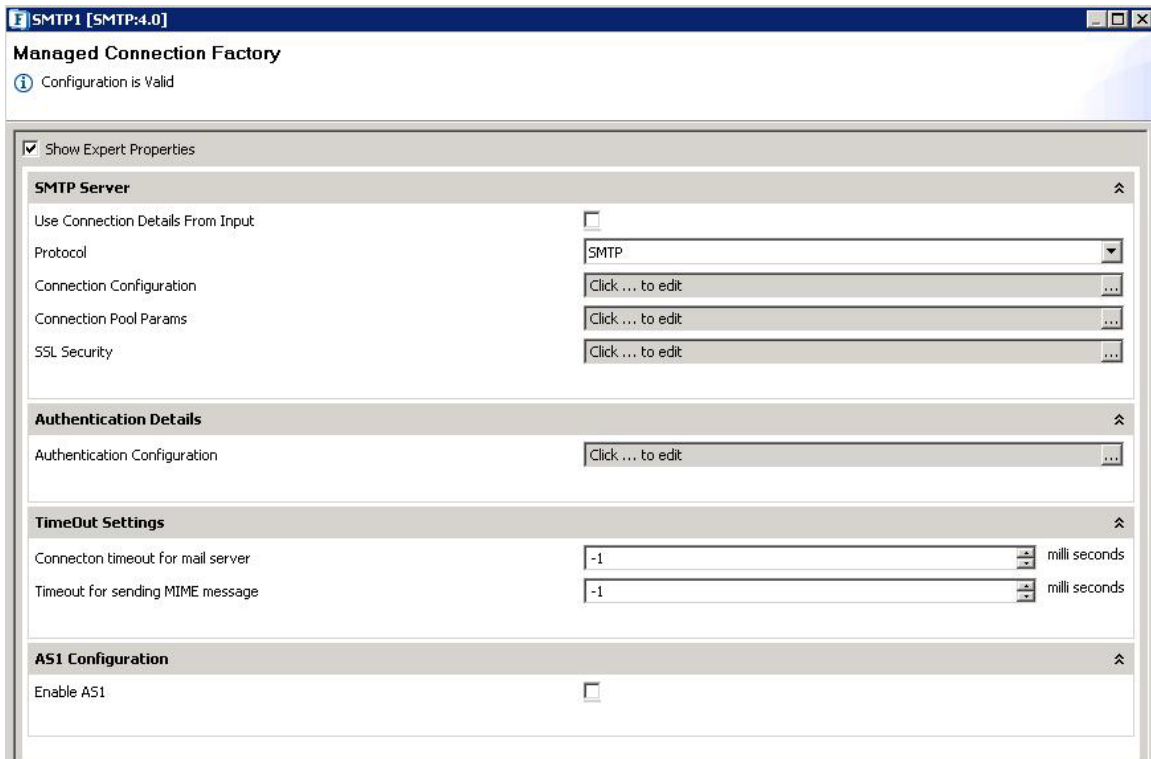 SMTP1 [SMTP:4.0]
Managed Connection Factory
Configuration is Valid
Show Expert Properties
SMTP Server
Use Connection Details From Input
Protocol SMTP
Connection Configuration Click ... to edit ...
Connection Pool Params Click ... to edit ...
SSL Security Click ... to edit ...
Authentication Details
Authentication Configuration Click ... to edit ...
TimeOut Settings
Connecton timeout for mail server -1 milli seconds
Timeout for sending MIME message -1 milli seconds
AS1 Configuration
Enable AS1